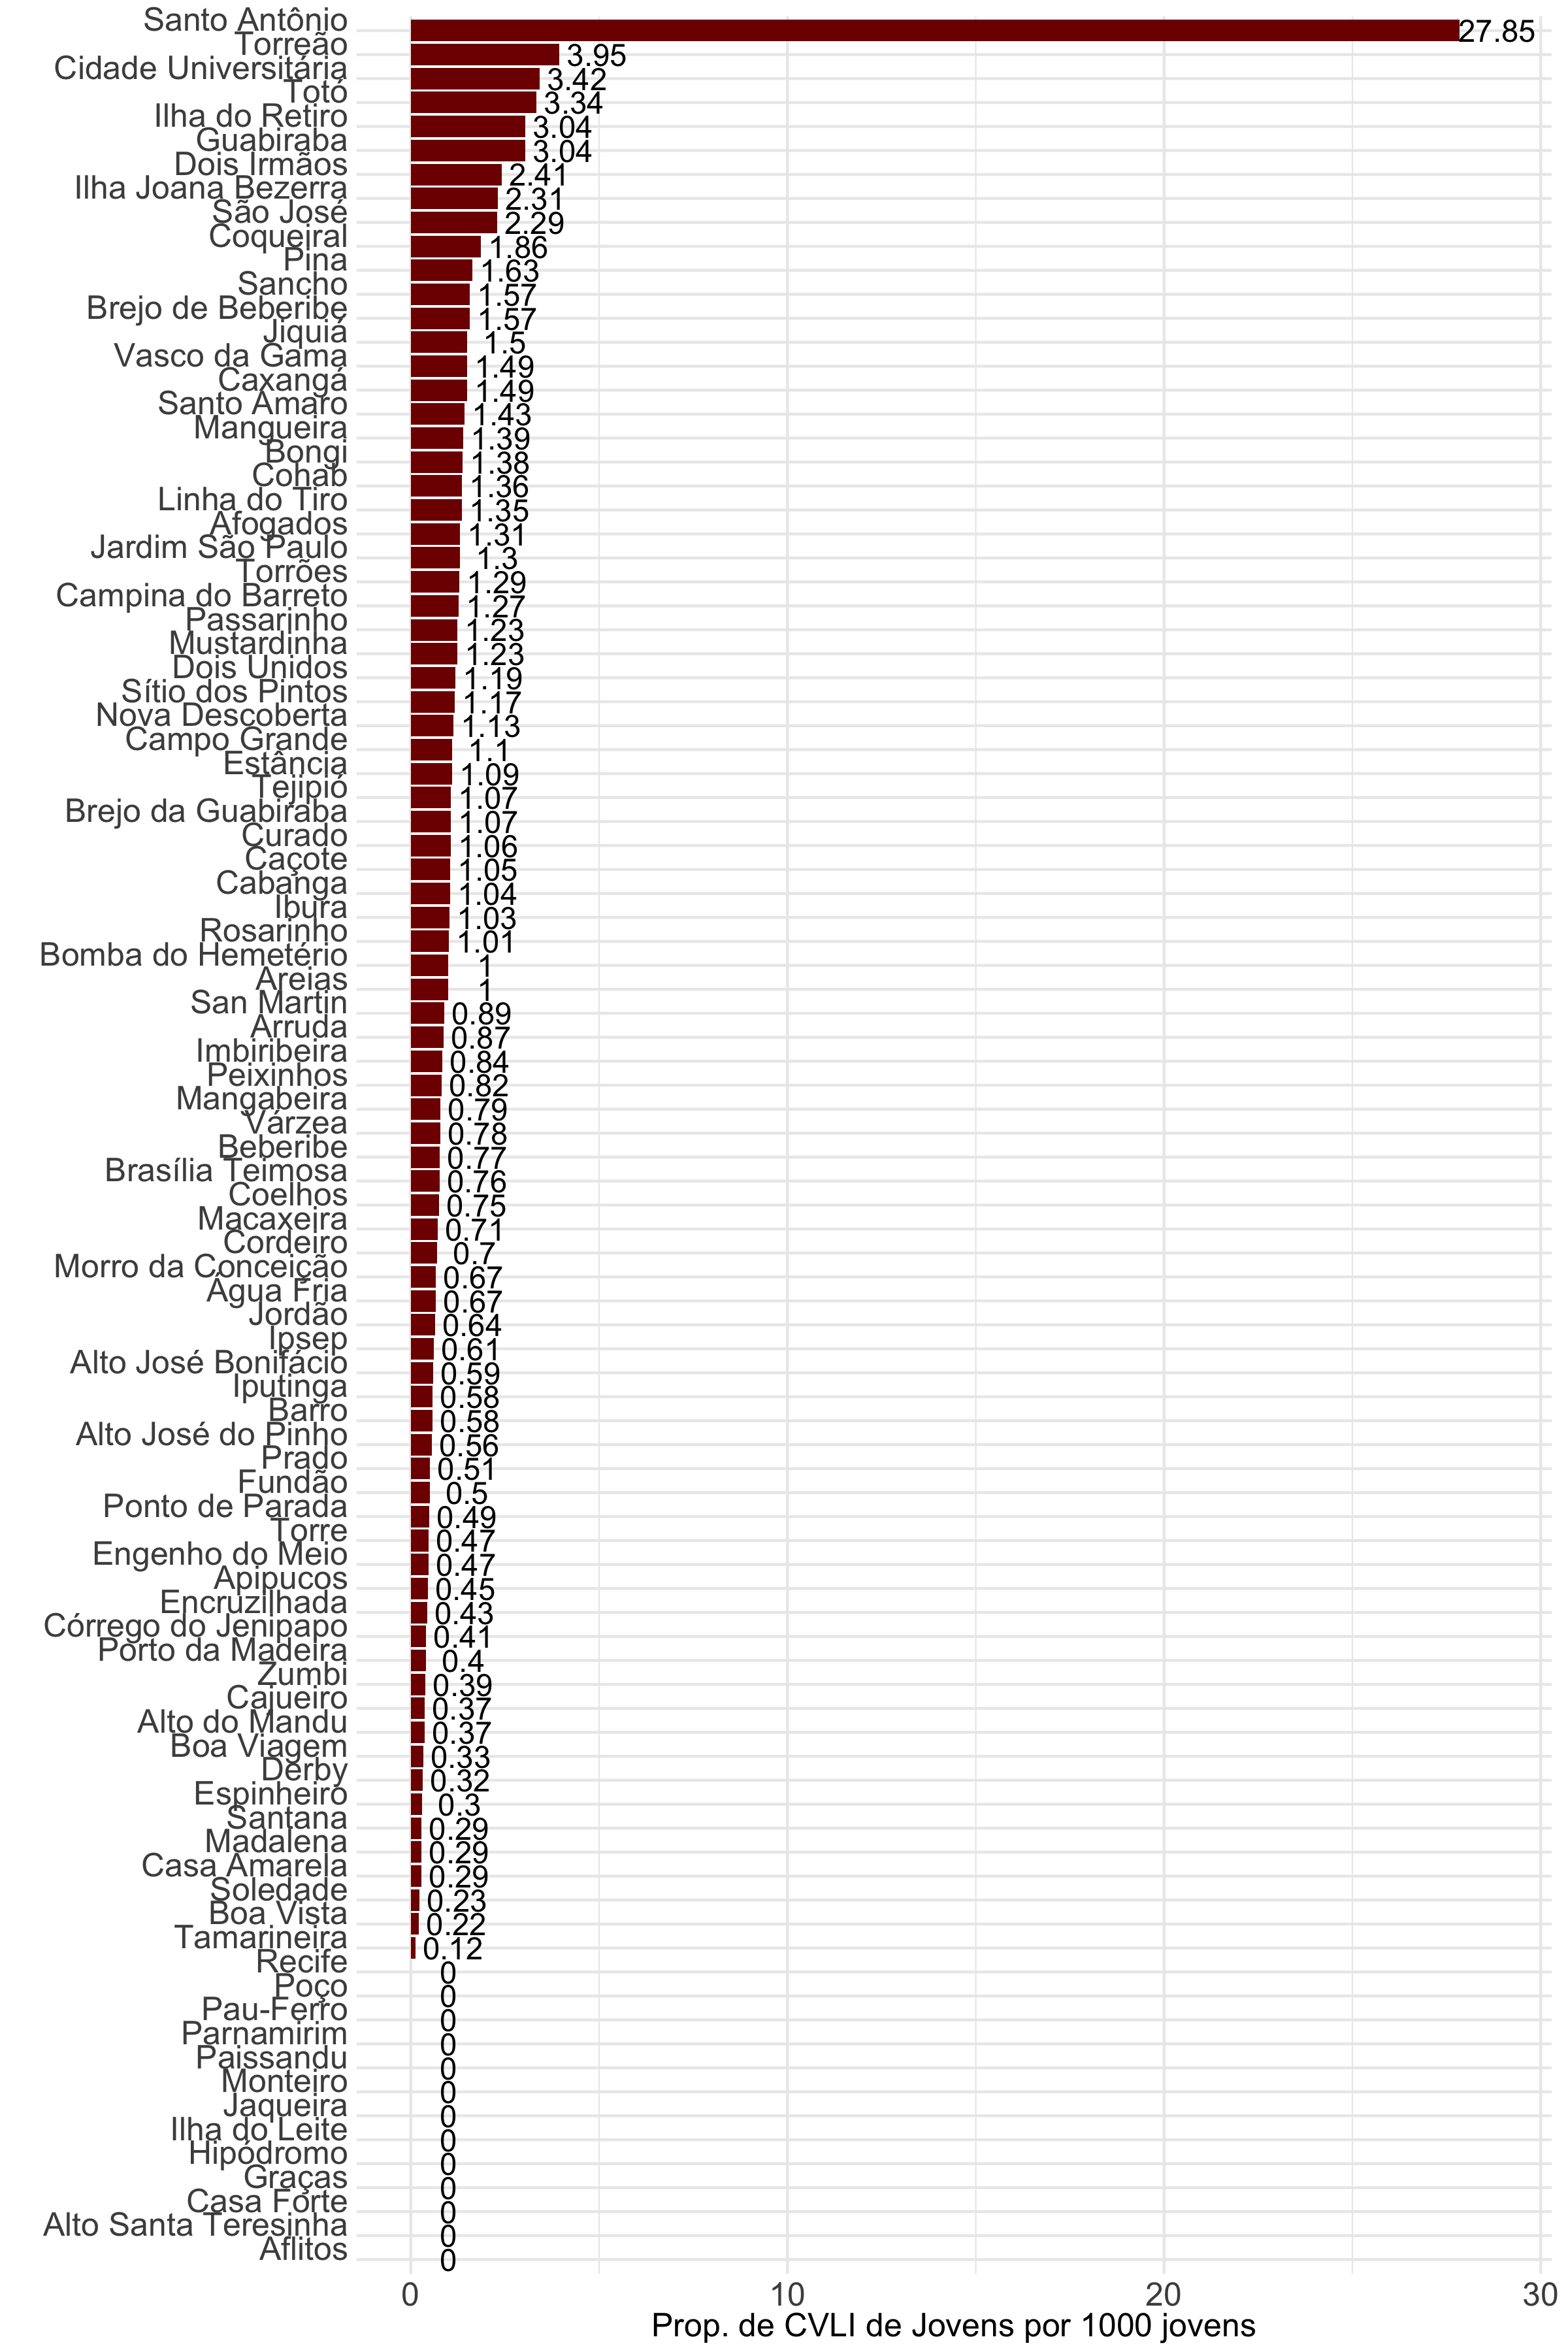 Santo Antônio 27.85
Torreão 3.95
Cidade Universitária 3.42
Totó 3.34
Ilha do Retiro 3.04
Guabiraba 3.04
Dois Irmãos 2.41
Ilha Joana Bezerra 2.31
São José 2.29
Coqueiral 1.86
Pina 1.63
Sancho 1.57
Brejo de Beberibe 1.57
Jiquiá 1.5
Vasco da Gama 1.49
Caxangá 1.49
Santo Amaro 1.43
Mangueira 1.39
Bongi 1.38
Cohab 1.36
Linha do Tiro 1.35
Afogados 1.31
Jardim São Paulo 1.3
Torrões 1.29
Campina do Barreto 1.27
Passarinho 1.23
Mustardinha 1.23
Dois Unidos 1.19
Sítio dos Pintos 1.17
Nova Descoberta 1.13
Campo Grande 1.1
Estância 1.09
Tejipió 1.07
Brejo da Guabiraba 1.07
Curado 1.06
Caçote 1.05
Cabanga 1.04
Ibura 1.03
Rosarinho 1.01
Bomba do Hemetério 1
Areias 1
San Martin 0.89
Arruda 0.87
Imbiribeira 0.84
Peixinhos 0.82
Mangabeira 0.79
Várzea 0.78
Beberibe 0.77
Brasília Teimosa 0.76
Coelhos 0.75
Macaxeira 0.71
Cordeiro 0.7
Morro da Conceição 0.67
Água Fria 0.67
Jordão 0.64
Ipsep 0.61
Alto José Bonifácio 0.59
Iputinga 0.58
Barro 0.58
Alto José do Pinho 0.56
Prado 0.51
Fundão 0.5
Ponto de Parada 0.49
Torre 0.47
Engenho do Meio 0.47
Apipucos 0.45
Encruzilhada 0.43
Córrego do Jenipapo 0.41
Porto da Madeira 0.4
Zumbi 0.39
Cajueiro 0.37
Alto do Mandu 0.37
Boa Viagem 0.33
Derby 0.32
Espinheiro 0.3
Santana 0.29
Madalena 0.29
Casa Amarela 0.29
Soledade 0.23
Boa Vista 0.22
Tamarineira 0.12
Recife 0
Poço 0
Pau-Ferro 0
Parnamirim 0
Paissandu 0
Monteiro 0
Jaqueira 0
Ilha do Leite 0
Hipódromo 0
Graças 0
Casa Forte 0
Alto Santa Teresinha 0
Aflitos 0
0 10 20 30
Prop. de CVLI de Jovens por 1000 jovens